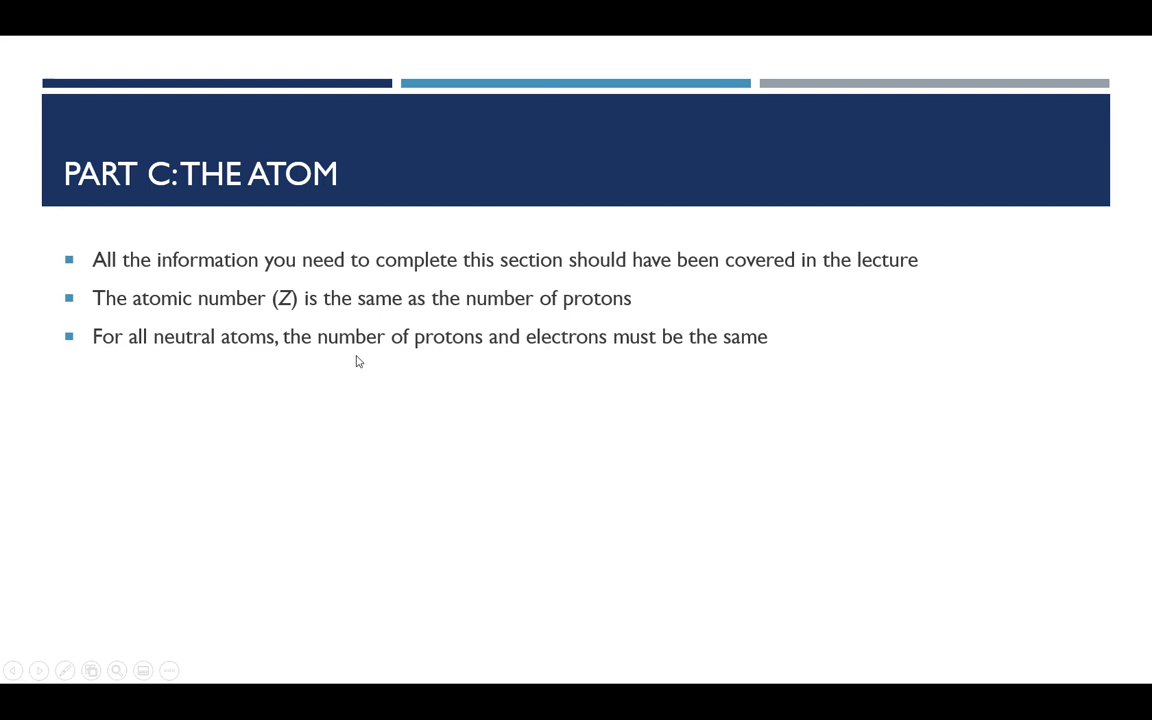 PART C: THE ATOM
All the information you need to complete this section should have been covered in the lecture
The atomic number (Z) is the same as the number of protons
For all neutral atoms, the number of protons and electrons must be the same